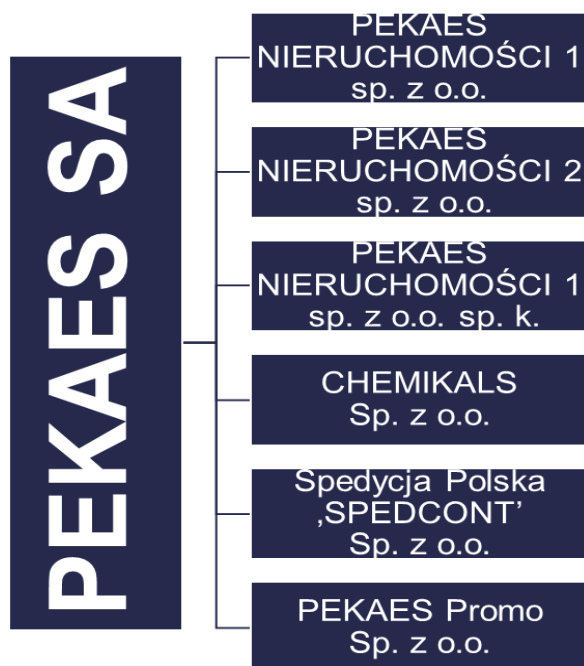 PEKAES SA
PEKAES
NIERUCHOMOŚCI 1
sp. z o.o.
PEKAES
NIERUCHOMOŚCI 2
sp. z o.o.
PEKAES
NIERUCHOMOŚCI 1
sp. z o.o. sp. k.
CHEMIKALS
Sp. z o.o.
Spedycja Polska
‚SPEDCONT’
Sp. z o.o.
PEKAES Promo
Sp. z o.o.